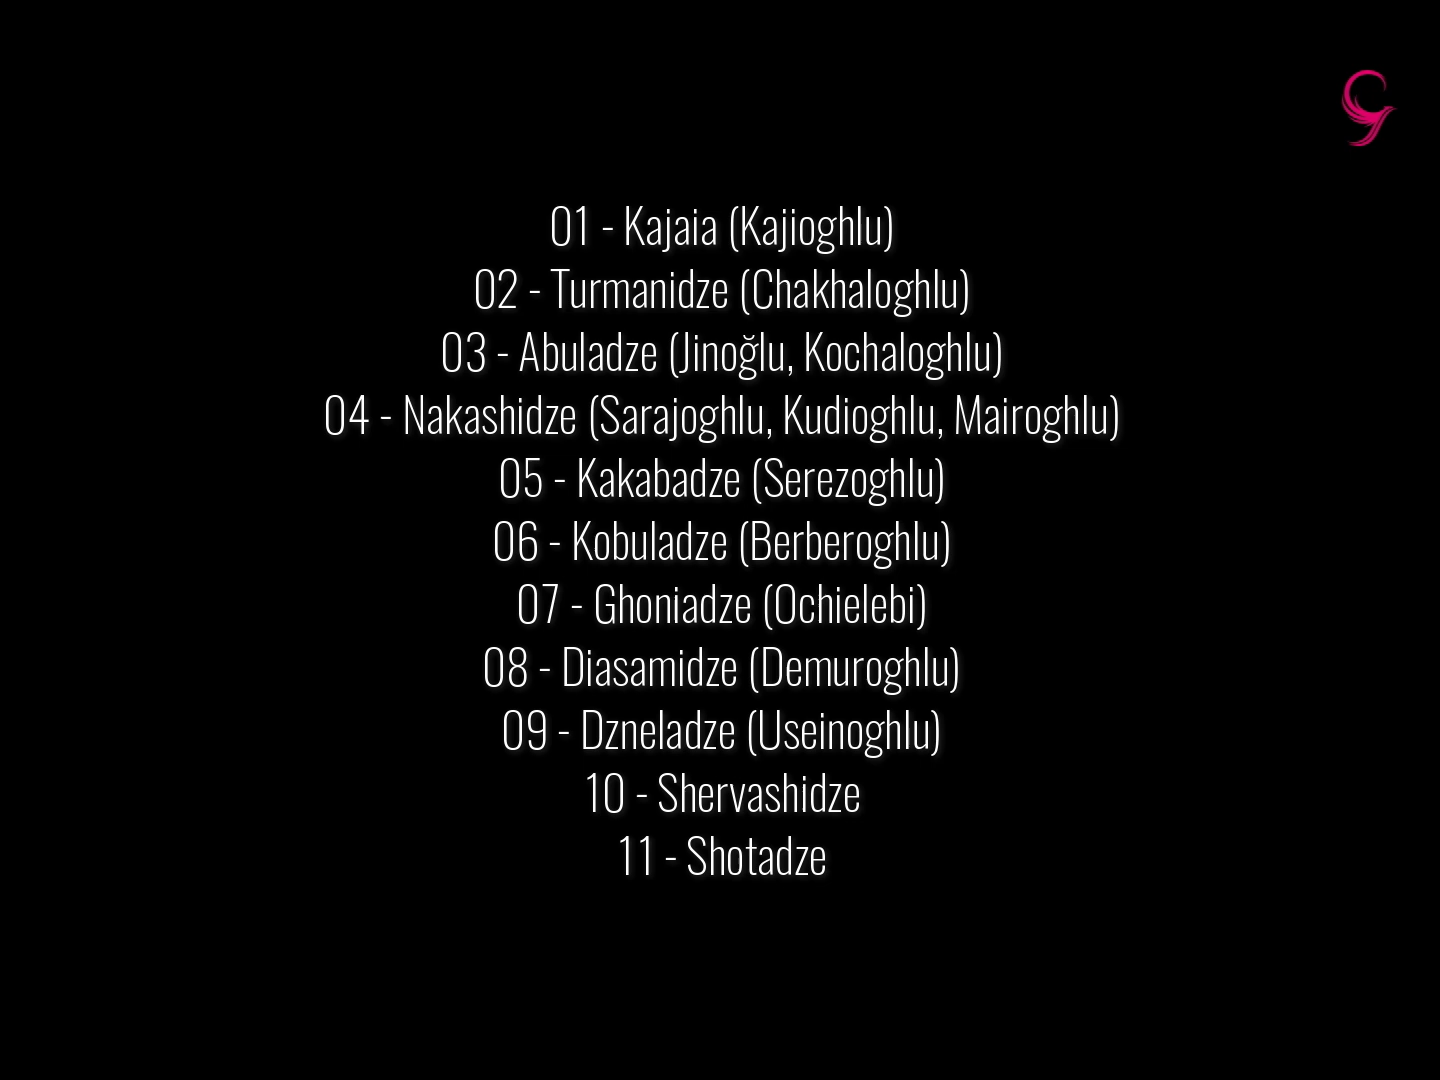 01 - Kajaia (Kajioghlu)
02 - Turmanidze (Chakhaloghlu)
03 - Abuladze (Jinoğlu, Kochaloghlu)
04 - Nakashidze (Sarajoghlu, Kudioghlu, Mairoghlu)
05 - Kakabadze (Serezoghlu)
06 - Kobuladze (Berberoghlu)
07 - Ghoniadze (Ochielebi)
08 - Diasamidze (Demuroghlu)
09 - Dzneladze (Useinoghlu)
10 - Shervashidze
11 - Shotadze